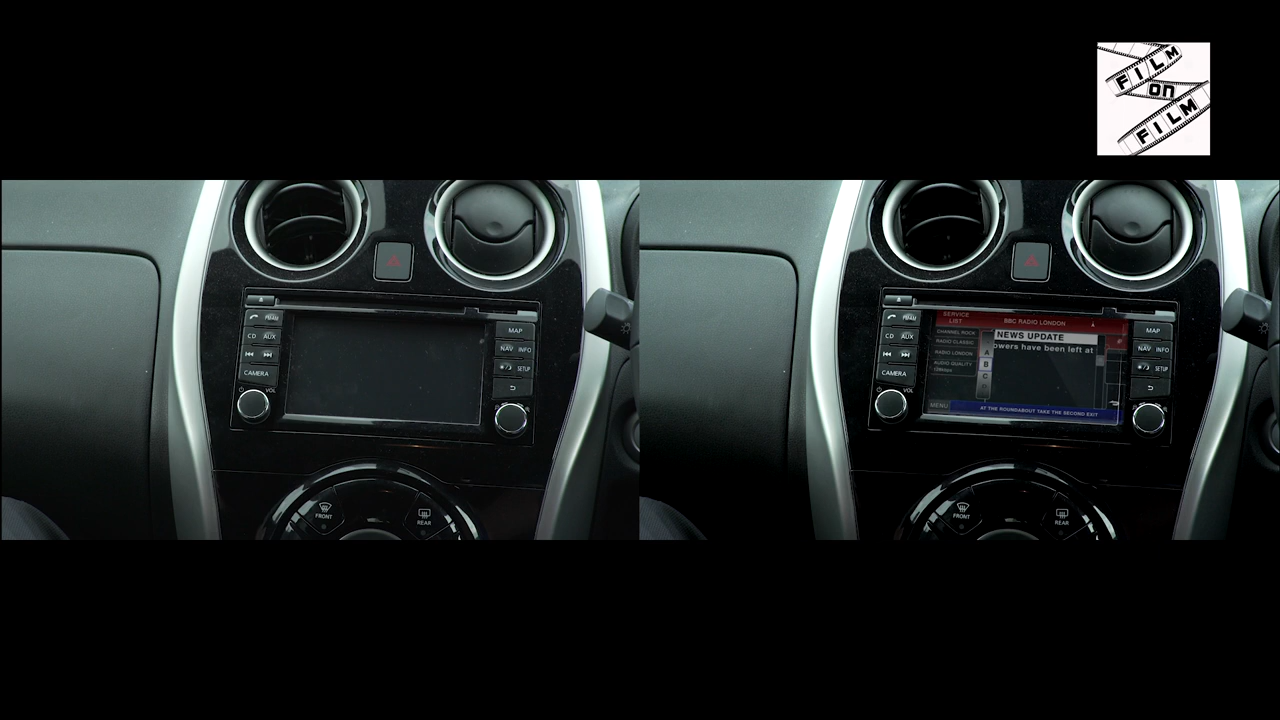 FILM
on
FILM
MAP
CD
AUX
NAV
INFO
SETUP
CAMERA
VOL
FRONT
REAR
SERVICE
LIST
BBC RADIO LONDON
CHANNEL ROCK
RADIO CLASSIC
RADIO LONDON
AUDIO QUALITY
128kbps
NEWS UPDATE
owers have been left at
A
B
C
MENU
AT THE ROUNDABOUT TAKE THE SECOND EXIT
MAP
CD
AUX
NAV
INFO
SETUP
CAMERA
VOL
FRONT
REAR